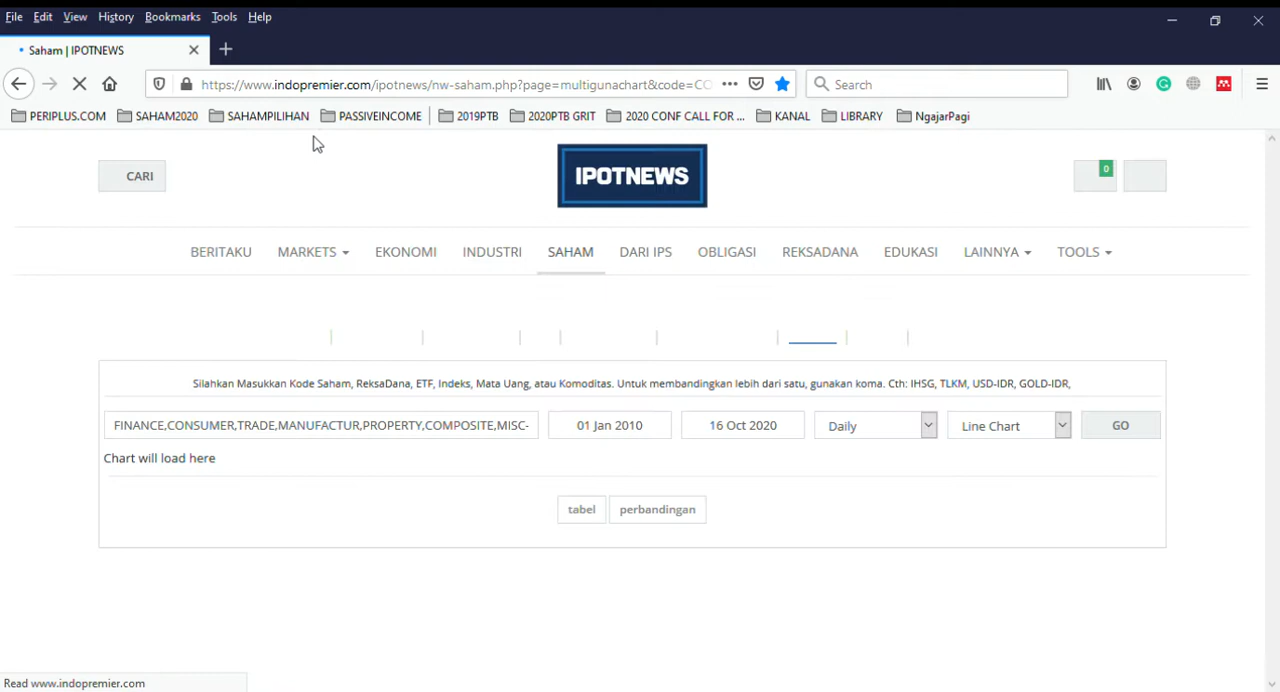 File Edit View History Bookmarks Tools Help
Saham | IPOTNEWS
https://www.indopremier.com/ipotnews/nw-saham.php?page=multigunachart&code=CO
Search
PERIPLUS.COM SAHAM2020 SAHAMPILIHAN PASSIVEINCOME 2019PTB 2020PTB GRIT 2020 CONF CALL FOR ... KANAL LIBRARY NgajarPagi
CARI
IPOTNEWS
0
BERITAKU MARKETS EKONOMI INDUSTRI SAHAM DARI IPS OBLIGASI REKSADANA EDUKASI LAINNYA TOOLS
Silahkan Masukkan Kode Saham, ReksaDana, ETF, Indeks, Mata Uang, atau Komoditas. Untuk membandingkan lebih dari satu, gunakan koma. Cth: IHSG, TLKM, USD-IDR, GOLD-IDR,
FINANCE,CONSUMER,TRADE,MANUFACTUR,PROPERTY,COMPOSITE,MISC- 01 Jan 2010 16 Oct 2020 Daily Line Chart GO
Chart will load here
tabel perbandingan
Read www.indopremier.com